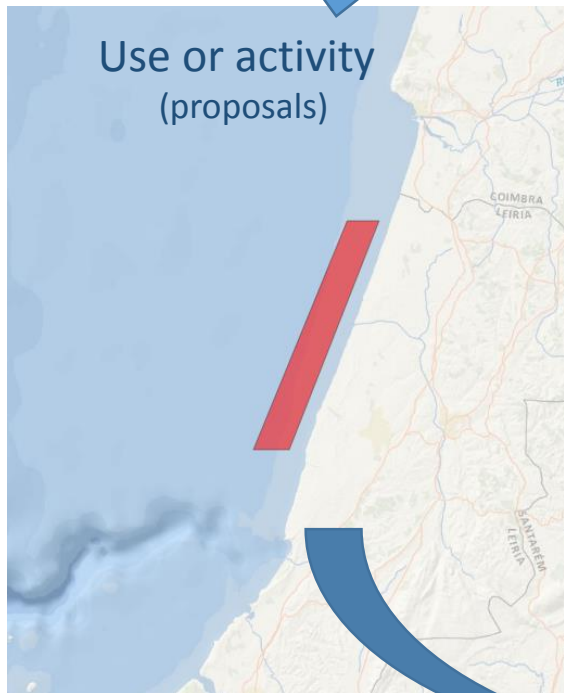 Use or activity
(proposals)
COIMBRA
LEIRIA
SANTARÉM
LEIRIA